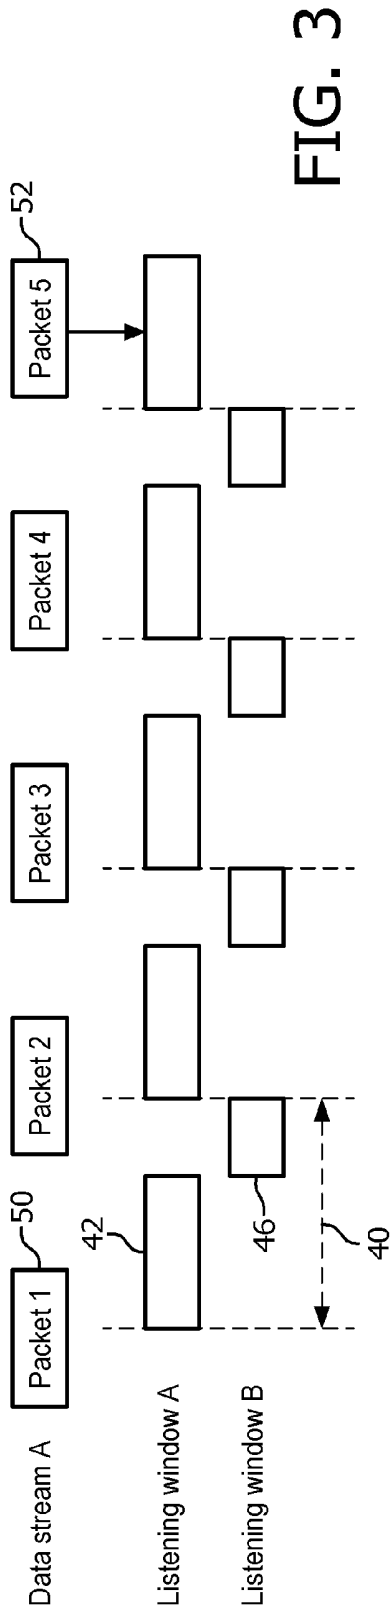 Data stream A
Packet 1
50
Packet 2
Packet 3
Packet 4
Packet 5
52
Listening window A
42
Listening window B
46
40
FIG. 3